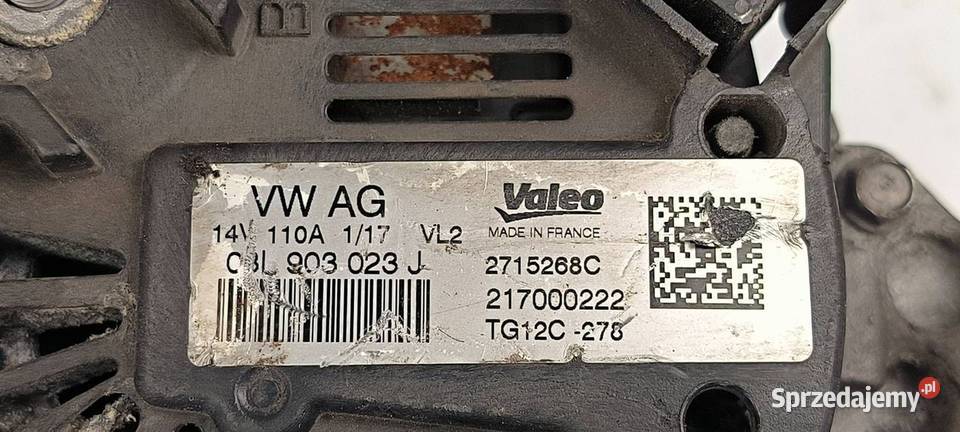 B
VW AG
14V 110A 1/17 VL2
03L 903 023 J
Valeo
MADE IN FRANCE
2715268C
217000222
TG12C -278
Sprzedajemy.pl